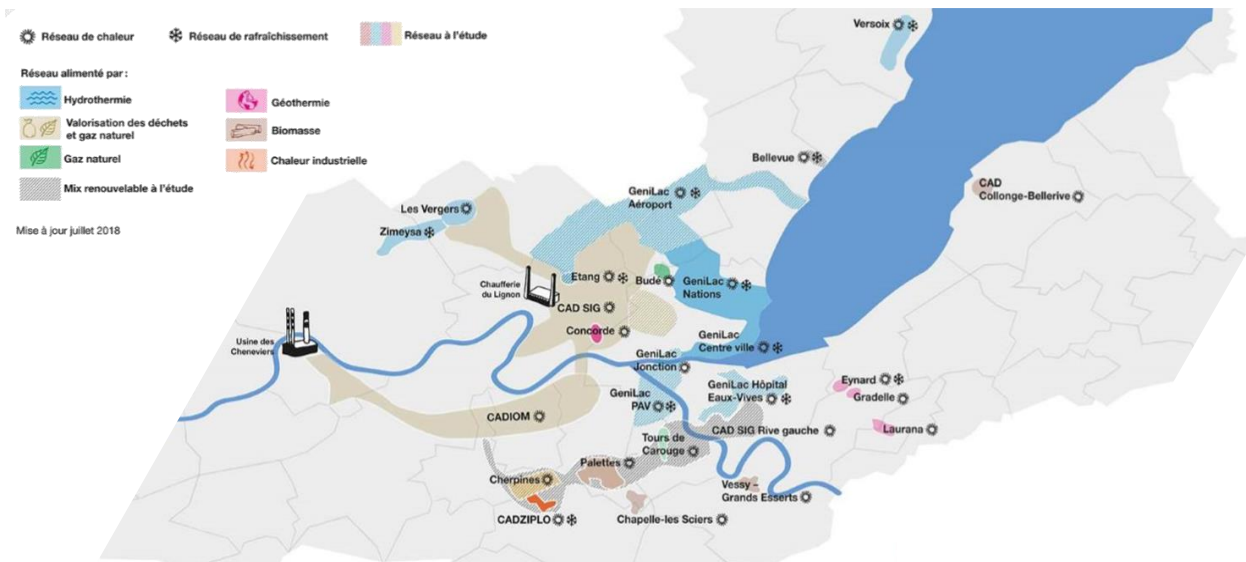 Réseau de chaleur
Réseau de rafraîchissement
Réseau à l'étude
Réseau alimenté par :
Hydrothermie
Valorisation des déchets
et gaz naturel
Gaz naturel
Mix renouvelable à l'étude
Géothermie
Biomasse
Chaleur industrielle
Mise à jour juillet 2018
Versoix
Bellevue
CAD
Collonge-Bellerive
GeniLac
Aéroport
Les Vergers
Zimeysa
Chaufferie
du Lignon
Etang
Budé
GeniLac
Nations
CAD SIG
Concorde
Usine des
Cheneviers
GeniLac
Centre ville
GeniLac
Jonction
GeniLac
PAV
GeniLac Hôpital
Eaux-Vives
Eynard
Gradelle
CADIOM
CAD SIG Rive gauche
Laurana
Tours de
Carouge
Palettes
Cherpines
CADZIPLO
Vessy –
Grands Esserts
Chapelle-les Sciers